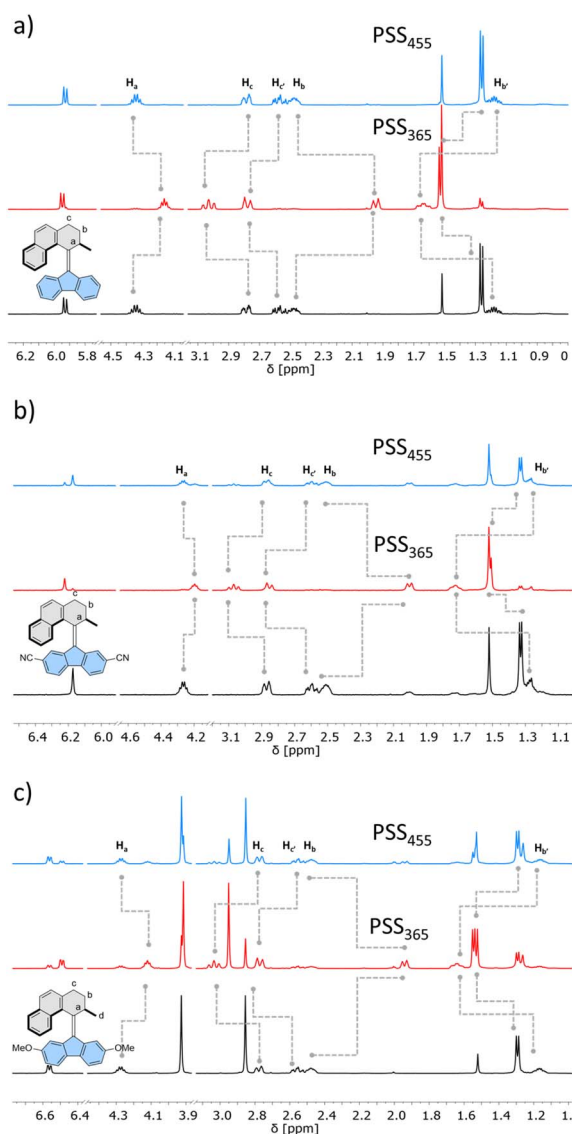 a)
PSS455
Ha Hc Hc' Hb Hb'
PSS365
c
b
a
6.2 6.0 5.8 4.5 4.3 4.1 3.1 2.9 2.7 2.5 2.3 2.1 1.9 1.7 1.5 1.3 1.1 0.9 0
δ [ppm]
b)
PSS455
Ha Hc Hc' Hb Hb'
PSS365
c
b
a
NC CN
6.4 6.2 6.0 4.6 4.4 4.2 3.1 2.9 2.7 2.5 2.3 2.1 1.9 1.7 1.5 1.3 1.1
δ [ppm]
c)
PSS455
Ha Hc Hc' Hb Hb'
PSS365
c
b
a d
MeO OMe
6.6 6.4 4.3 4.1 3.9 3.0 2.8 2.6 2.4 2.2 2.0 1.8 1.6 1.4 1.2 1.0
δ [ppm]